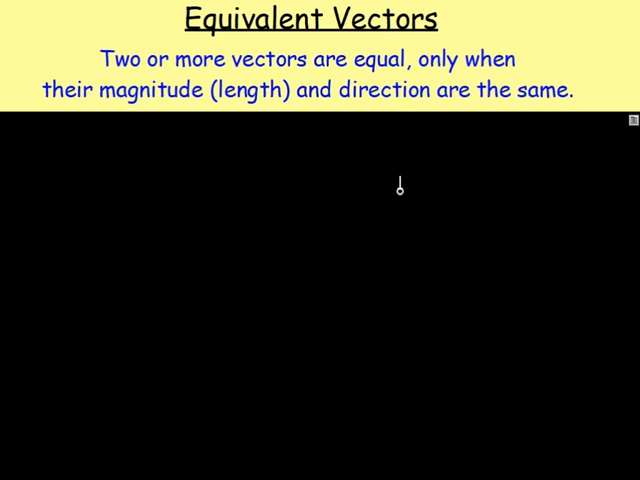 Equivalent Vectors
Two or more vectors are equal, only when
their magnitude (length) and direction are the same.